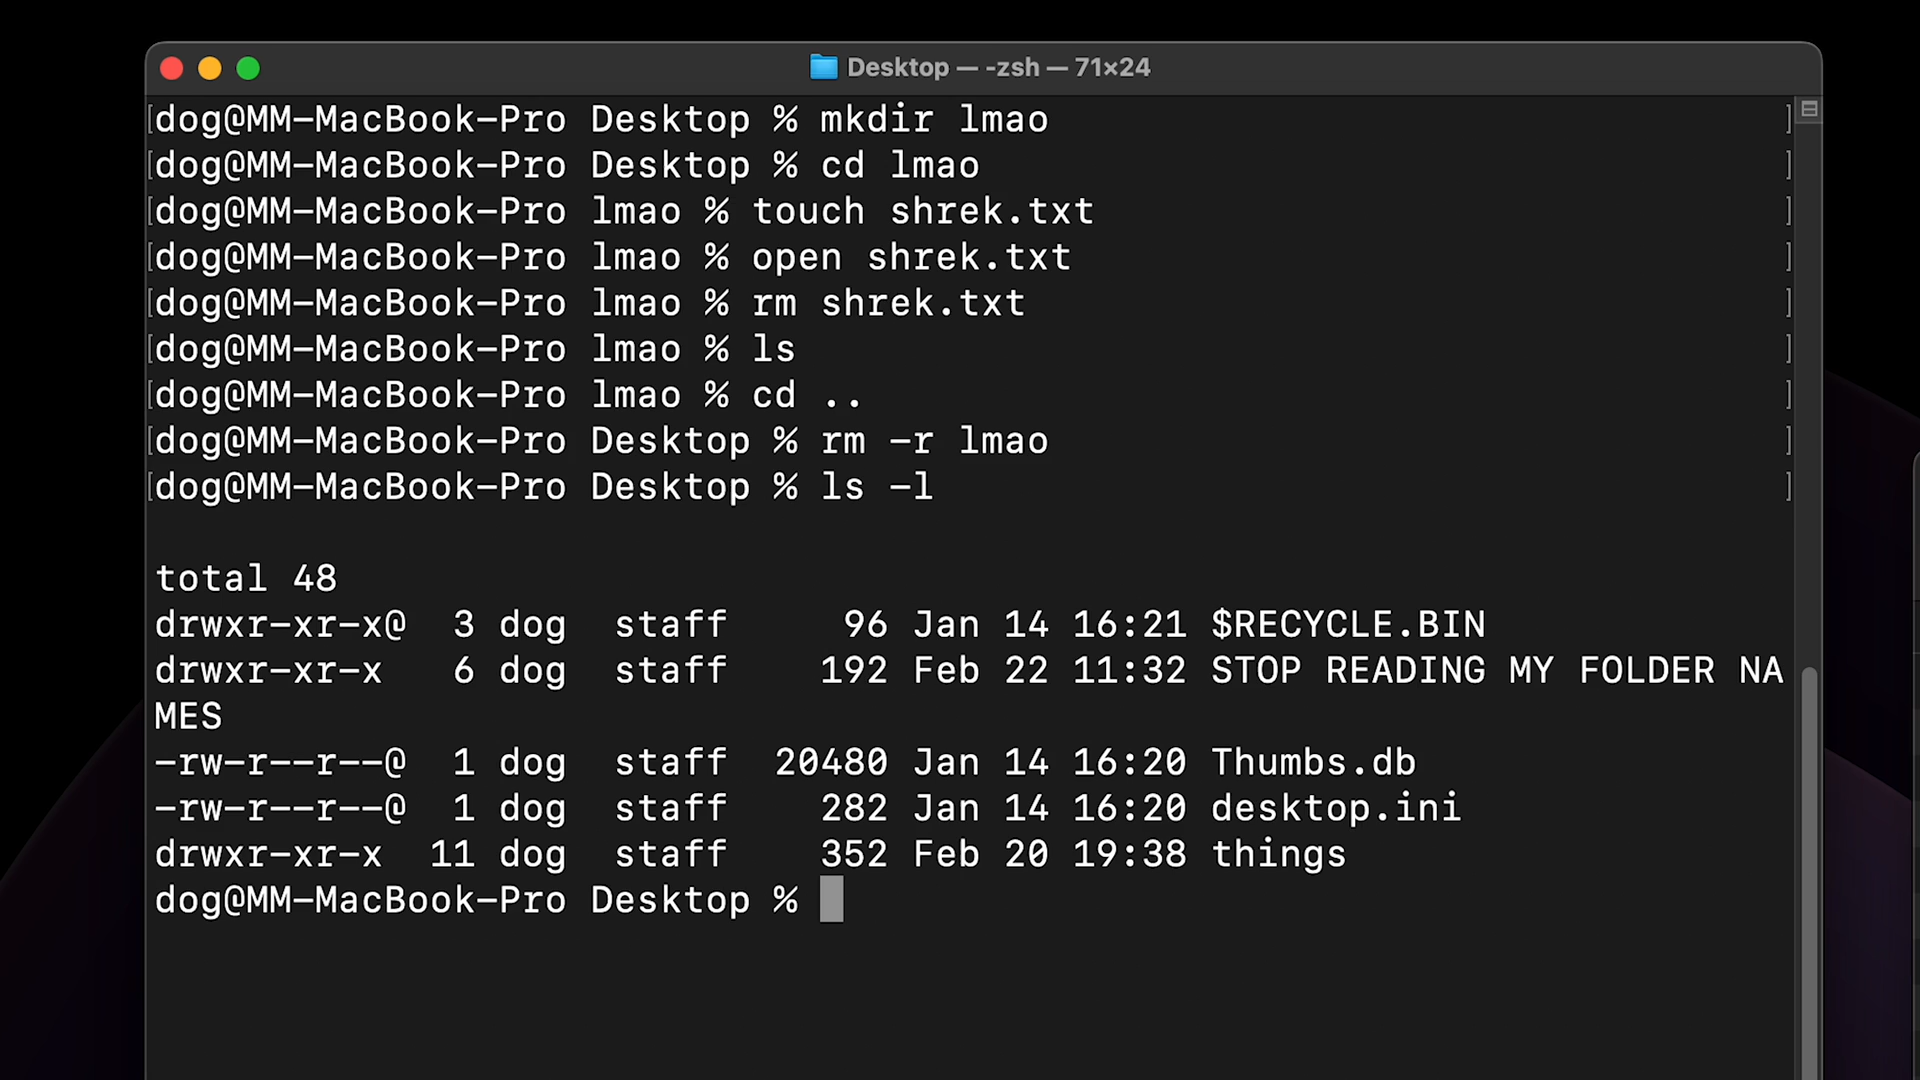 Desktop — -zsh — 71×24
[dog@MM-MacBook-Pro Desktop % mkdir lmao ]
[dog@MM-MacBook-Pro Desktop % cd lmao ]
[dog@MM-MacBook-Pro lmao % touch shrek.txt ]
[dog@MM-MacBook-Pro lmao % open shrek.txt ]
[dog@MM-MacBook-Pro lmao % rm shrek.txt ]
[dog@MM-MacBook-Pro lmao % ls ]
[dog@MM-MacBook-Pro lmao % cd .. ]
[dog@MM-MacBook-Pro Desktop % rm -r lmao ]
[dog@MM-MacBook-Pro Desktop % ls -l ]
total 48
drwxr-xr-x@  3 dog  staff     96 Jan 14 16:21 $RECYCLE.BIN
drwxr-xr-x   6 dog  staff    192 Feb 22 11:32 STOP READING MY FOLDER NA
MES
-rw-r--r--@  1 dog  staff  20480 Jan 14 16:20 Thumbs.db
-rw-r--r--@  1 dog  staff    282 Jan 14 16:20 desktop.ini
drwxr-xr-x  11 dog  staff    352 Feb 20 19:38 things
dog@MM-MacBook-Pro Desktop %